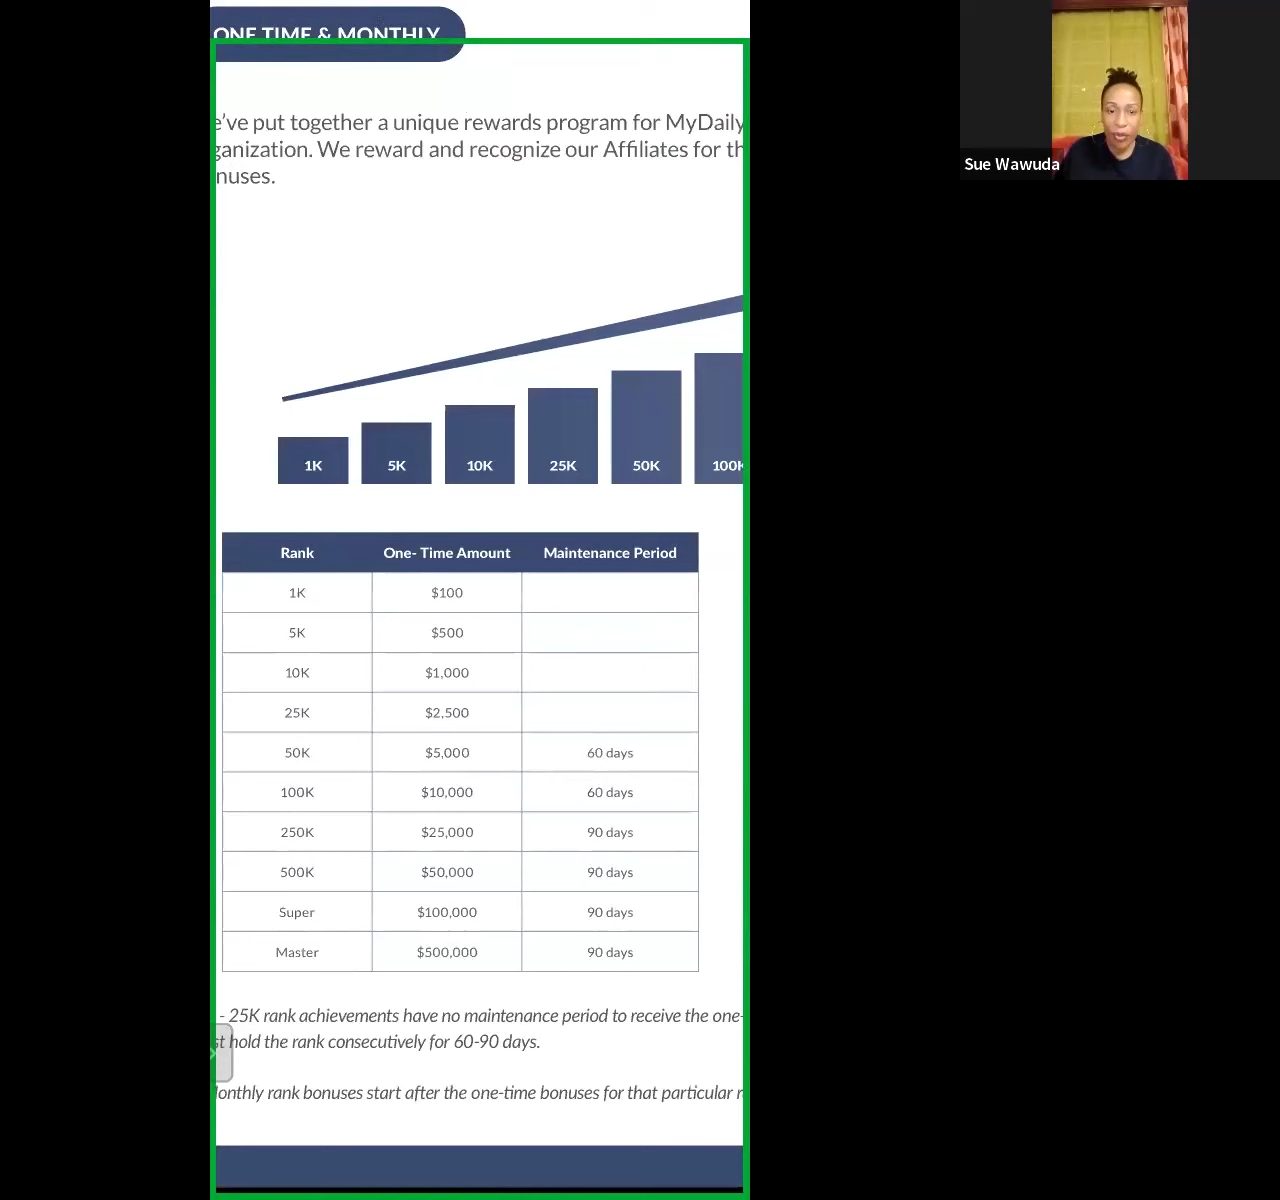 ONE TIME & MONTHLY
e've put together a unique rewards program for MyDaily
ganization. We reward and recognize our Affiliates for th
nuses.
1K 5K 10K 25K 50K 100K
Rank One- Time Amount Maintenance Period
1K $100
5K $500
10K $1,000
25K $2,500
50K $5,000 60 days
100K $10,000 60 days
250K $25,000 90 days
500K $50,000 90 days
Super $100,000 90 days
Master $500,000 90 days
- 25K rank achievements have no maintenance period to receive the one-
st hold the rank consecutively for 60-90 days.
onthly rank bonuses start after the one-time bonuses for that particular
Sue Wawuda